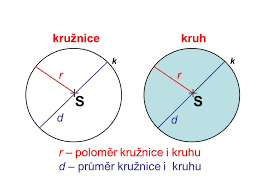 kružnice kruh
k k
r r
S S
d d
r – poloměr kružnice i kruhu
d – průměr kružnice i kruhu